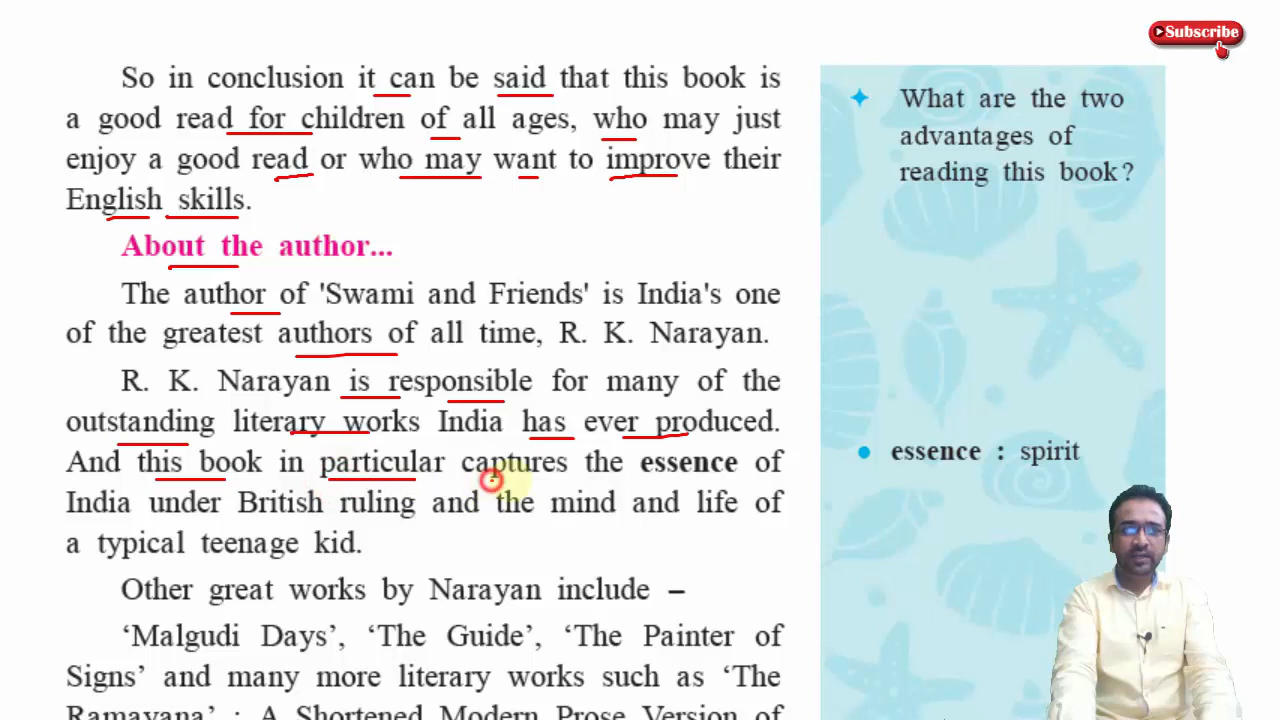 Subscribe
So in conclusion it can be said that this book is
a good read for children of all ages, who may just
enjoy a good read or who may want to improve their
English skills.
About the author...
The author of 'Swami and Friends' is India's one
of the greatest authors of all time, R. K. Narayan.
R. K. Narayan is responsible for many of the
outstanding literary works India has ever produced.
And this book in particular captures the essence of
India under British ruling and the mind and life of
a typical teenage kid.
Other great works by Narayan include –
‘Malgudi Days’, ‘The Guide’, ‘The Painter of
Signs’ and many more literary works such as ‘The
Ramayana’ : A Shortened Modern Prose Version of
What are the two
advantages of
reading this book?
essence : spirit